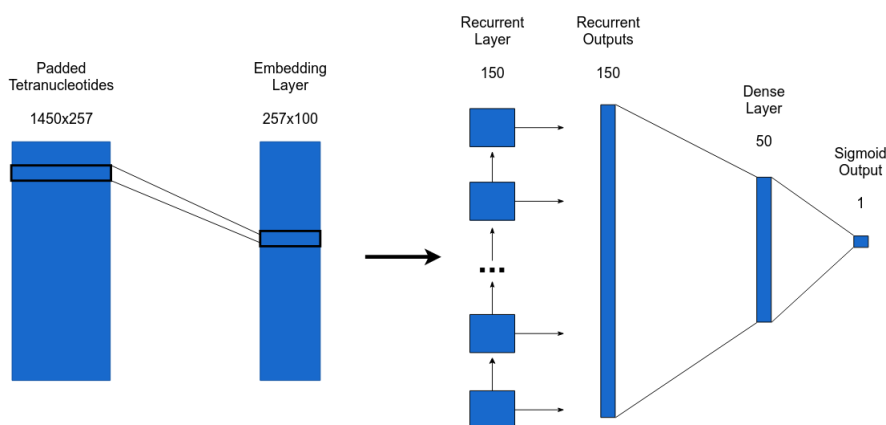 Padded
Tetranucleotides
1450x257
Embedding
Layer
257x100
Recurrent
Layer
150
...
Recurrent
Outputs
150
Dense
Layer
50
Sigmoid
Output
1